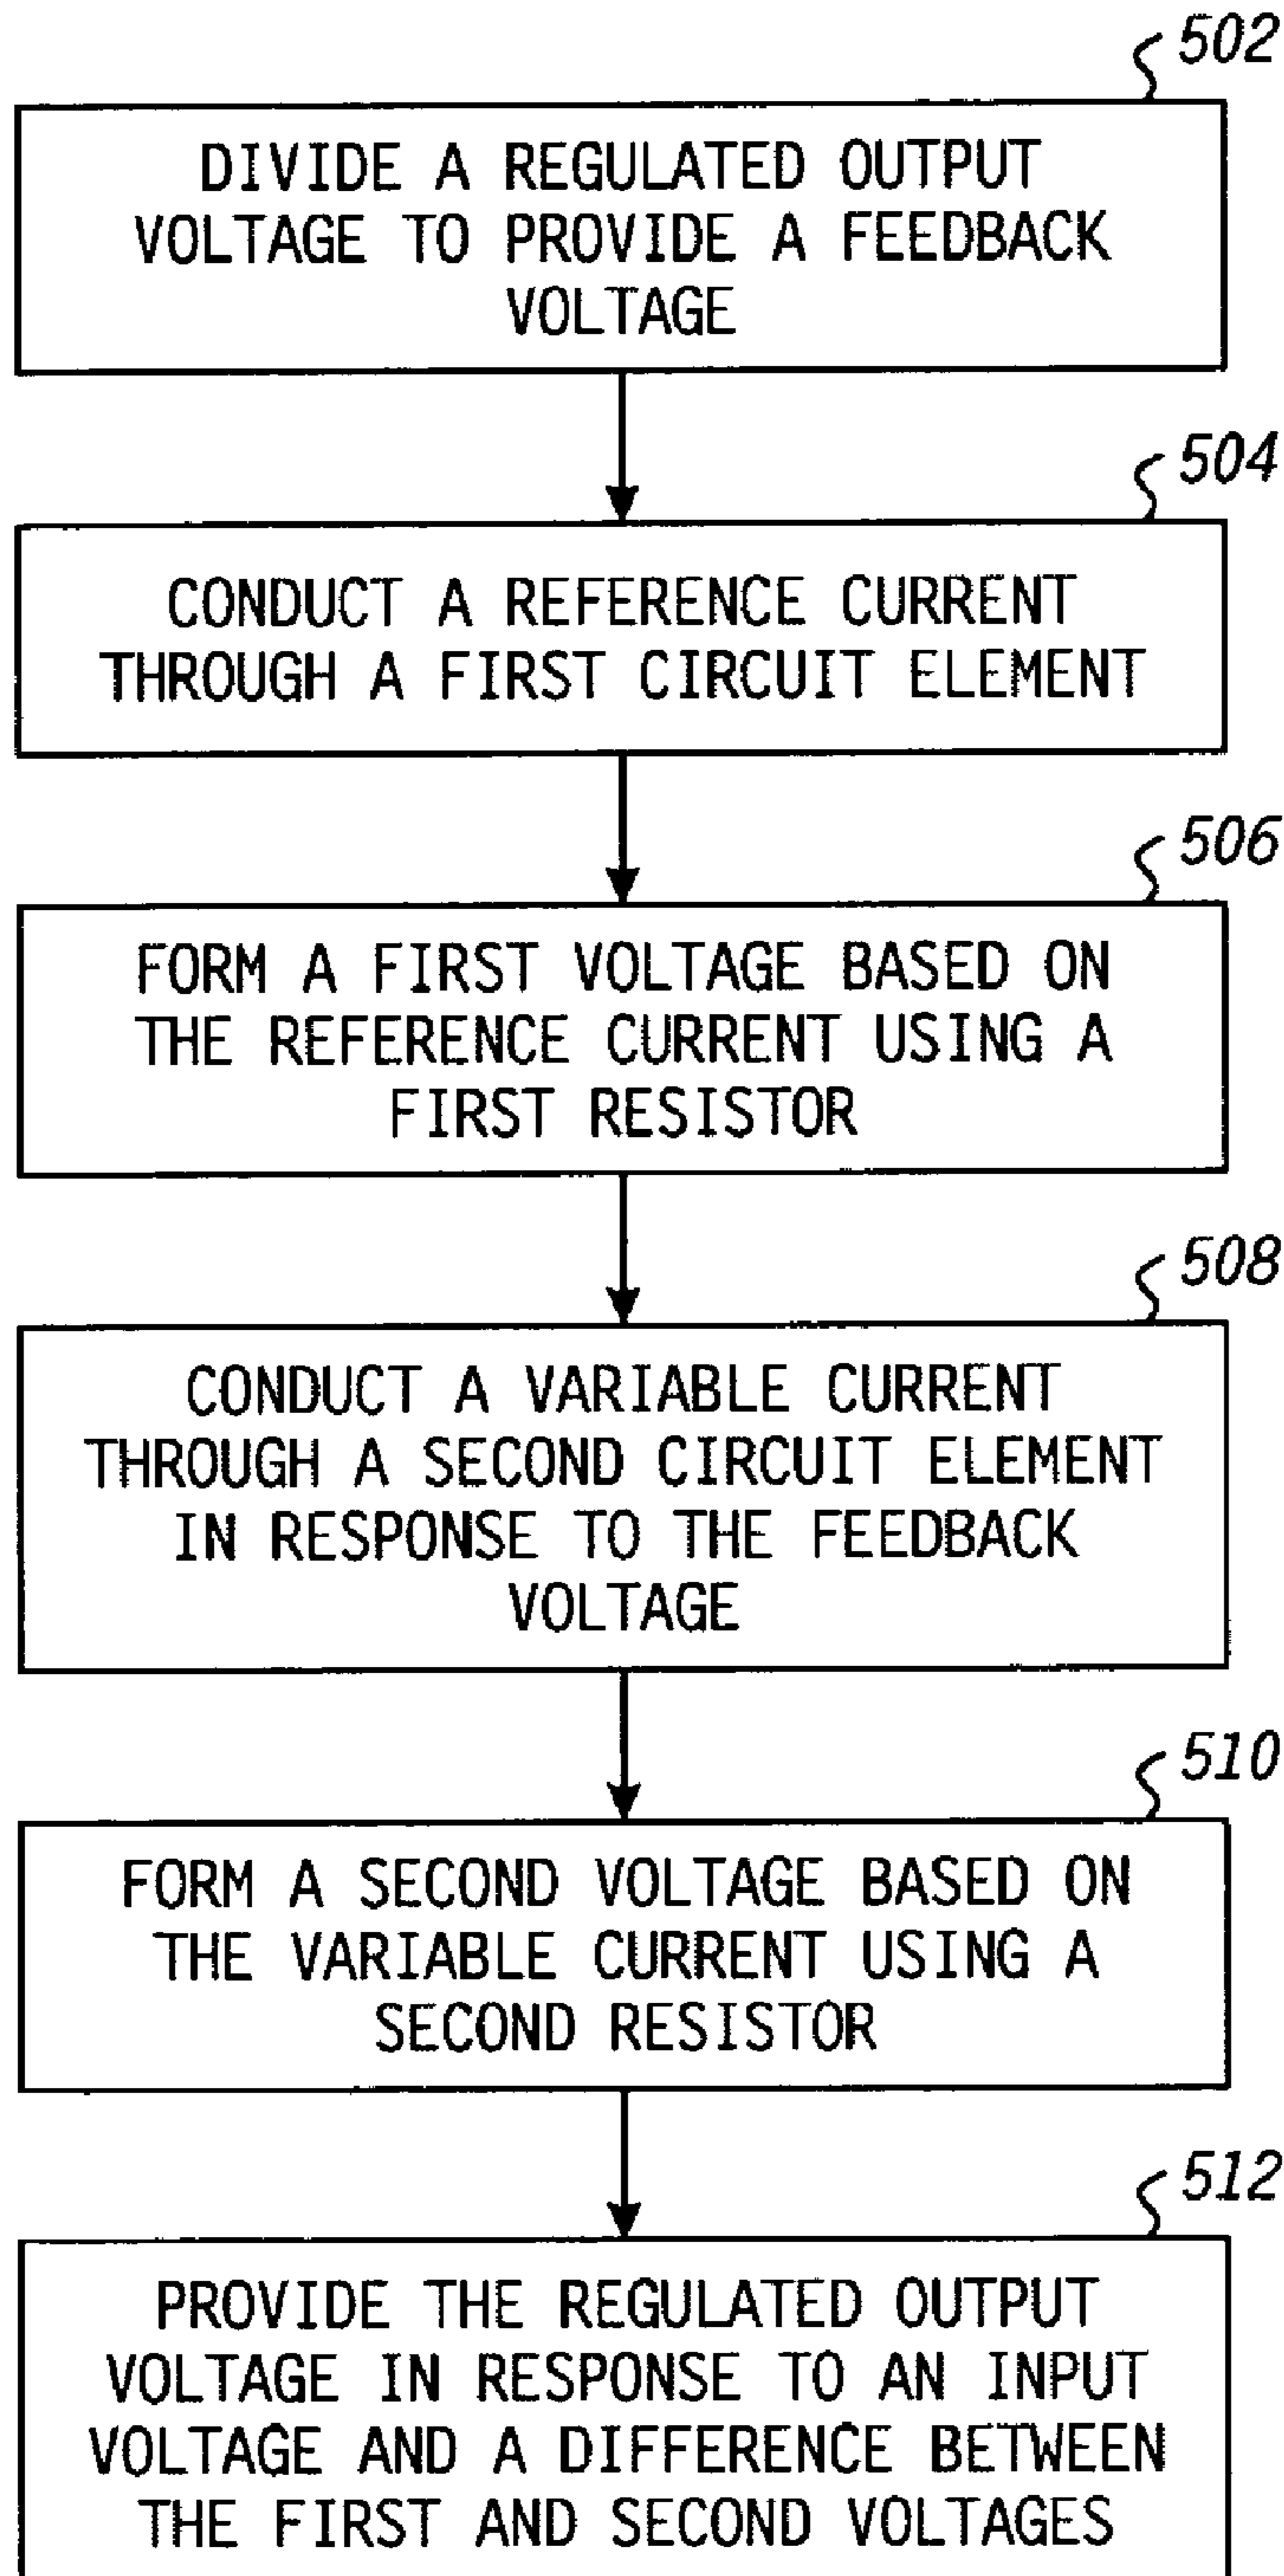 502
DIVIDE A REGULATED OUTPUT
VOLTAGE TO PROVIDE A FEEDBACK
VOLTAGE
504
CONDUCT A REFERENCE CURRENT
THROUGH A FIRST CIRCUIT ELEMENT
506
FORM A FIRST VOLTAGE BASED ON
THE REFERENCE CURRENT USING A
FIRST RESISTOR
508
CONDUCT A VARIABLE CURRENT
THROUGH A SECOND CIRCUIT ELEMENT
IN RESPONSE TO THE FEEDBACK
VOLTAGE
510
FORM A SECOND VOLTAGE BASED ON
THE VARIABLE CURRENT USING A
SECOND RESISTOR
512
PROVIDE THE REGULATED OUTPUT
VOLTAGE IN RESPONSE TO AN INPUT
VOLTAGE AND A DIFFERENCE BETWEEN
THE FIRST AND SECOND VOLTAGES